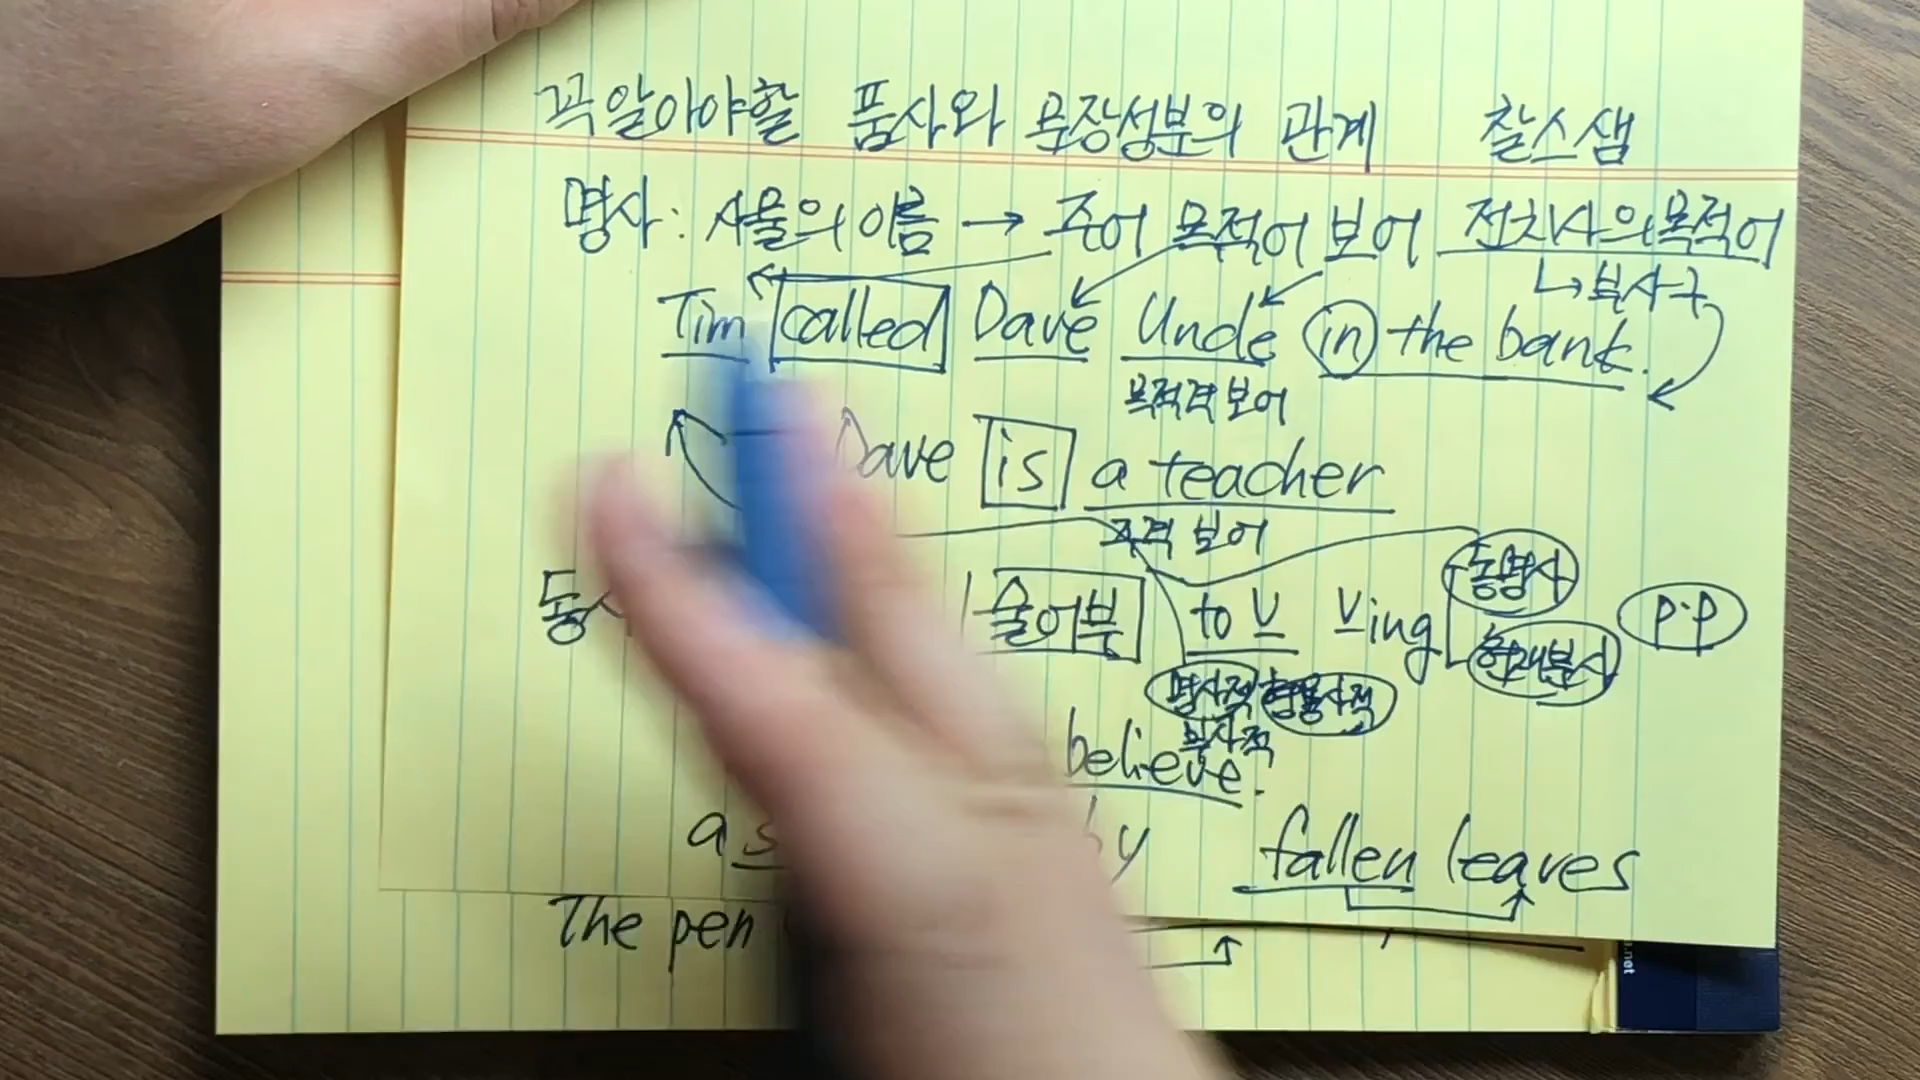 꼭 알아야할 품사와 문장성분의 관계 찰스샘
명사: 사물의 이름 → 주어 목적어 보어 전치사의목적어
↳ 부사구
Tim called Dave Uncle in the bank.
목적격 보어
Dave is a teacher
주격 보어
술어부 to V Ving 동명사 p.p
현재분사
명사적 형용사적
부사적
believe.
fallen leaves
The pen
.net